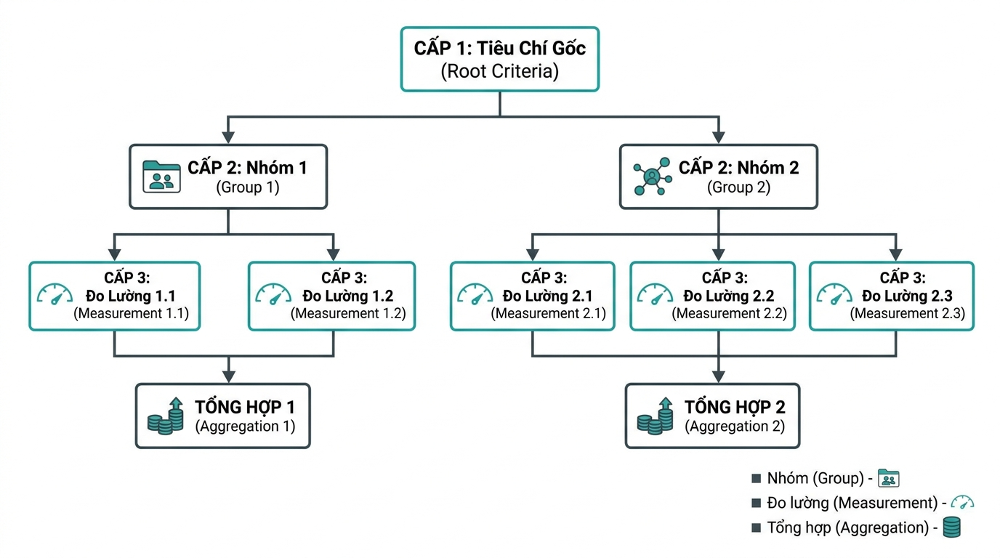 CẤP 1: Tiêu Chí Gốc
(Root Criteria)
CẤP 2: Nhóm 1
(Group 1)
CẤP 2: Nhóm 2
(Group 2)
CẤP 3:
Đo Lường 1.1
(Measurement 1.1)
CẤP 3:
Đo Lường 1.2
(Measurement 1.2)
CẤP 3:
Đo Lường 2.1
(Measurement 2.1)
CẤP 3:
Đo Lường 2.2
(Measurement 2.2)
CẤP 3:
Đo Lường 2.3
(Measurement 2.3)
TỔNG HỢP 1
(Aggregation 1)
TỔNG HỢP 2
(Aggregation 2)
Nhóm (Group) -
Đo lường (Measurement) -
Tổng hợp (Aggregation) -